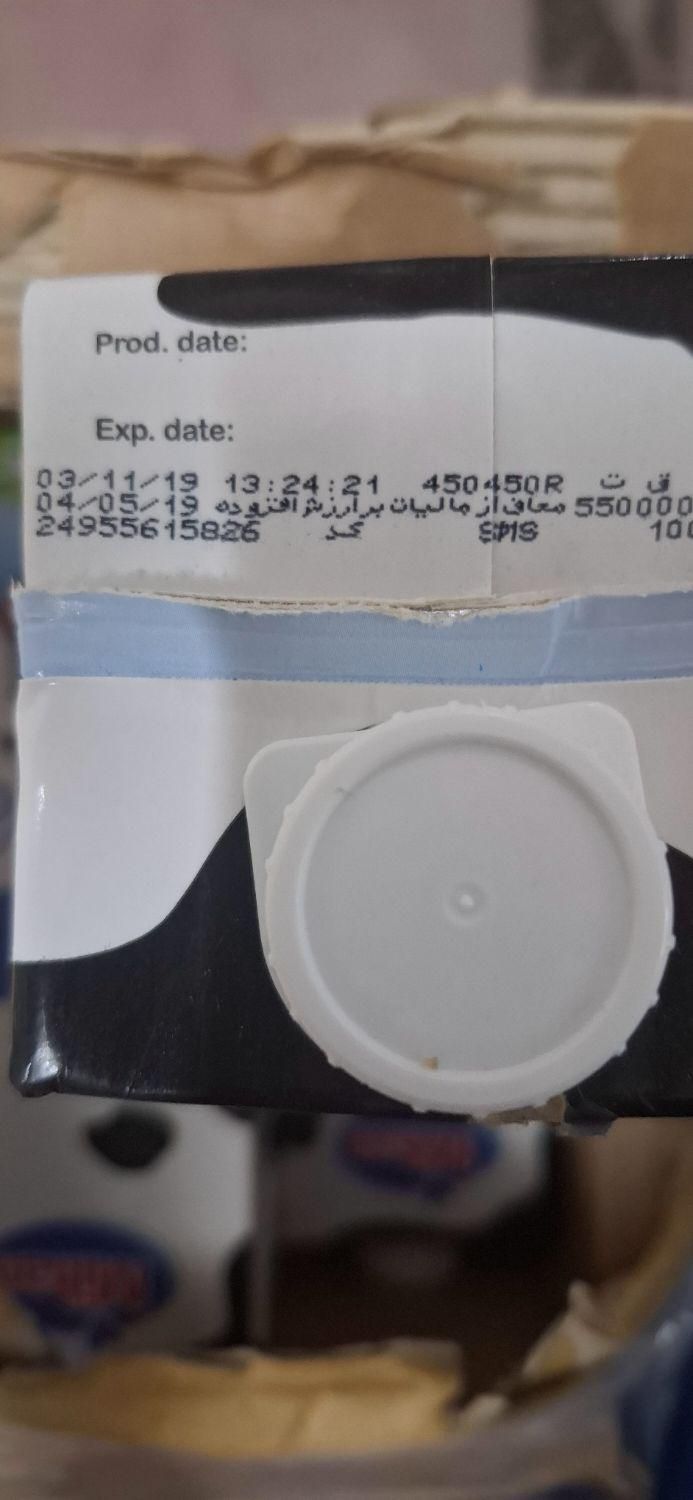 Prod. date:
Exp. date:
03/11/19 13:24:21 450450R ق ت
04/05/19 معاف از مالیات بر ارزش افزوده 550000
24955615826 کد SPIS 100